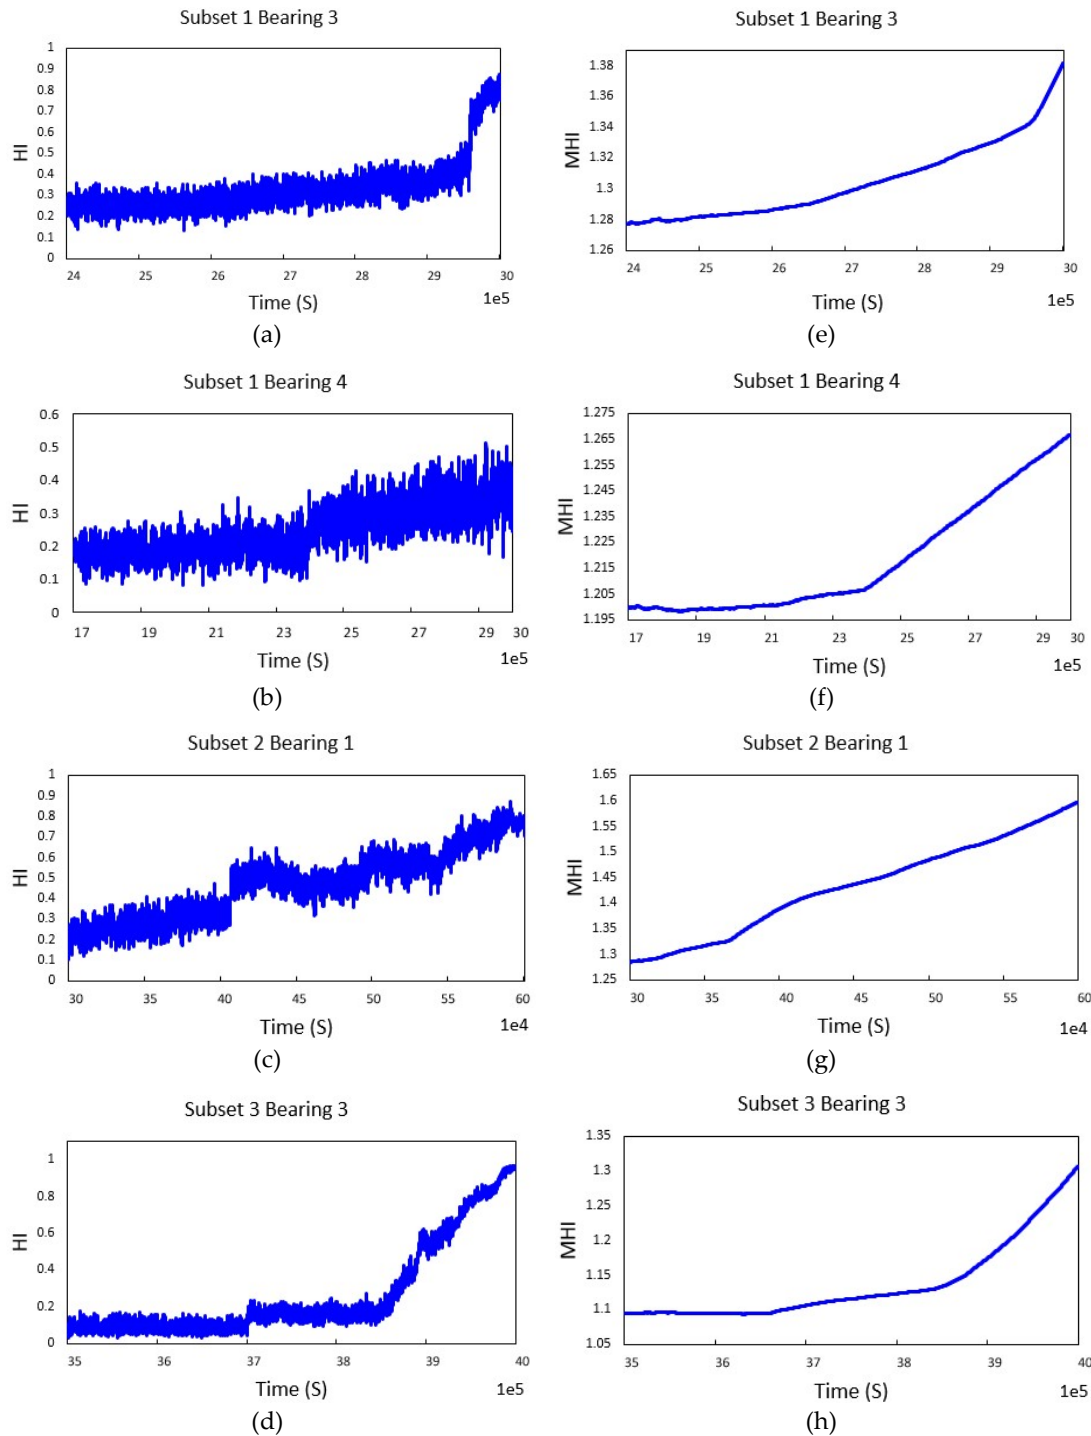 Subset 1 Bearing 3
1
0.9
0.8
0.7
0.6
0.5
0.4
0.3
0.2
0.1
0
HI
24 25 26 27 28 29 30
Time (S)
1e5
(a)
Subset 1 Bearing 3
1.38
1.36
1.34
1.32
1.3
1.28
1.26
MHI
24 25 26 27 28 29 30
Time (S)
1e5
(e)
Subset 1 Bearing 4
0.6
0.5
0.4
0.3
0.2
0.1
0
HI
17 19 21 23 25 27 29 30
Time (S)
1e5
(b)
Subset 1 Bearing 4
1.275
1.265
1.255
1.245
1.235
1.225
1.215
1.205
1.195
MHI
17 19 21 23 25 27 29 30
Time (S)
1e5
(f)
Subset 2 Bearing 1
1
0.9
0.8
0.7
0.6
0.5
0.4
0.3
0.2
0.1
0
HI
30 35 40 45 50 55 60
Time (S)
1e4
(c)
Subset 2 Bearing 1
1.65
1.6
1.55
1.5
1.45
1.4
1.35
1.3
1.25
MHI
30 35 40 45 50 55 60
Time (S)
1e4
(g)
Subset 3 Bearing 3
1
0.8
0.6
0.4
0.2
0
HI
35 36 37 38 39 40
Time (S)
1e5
(d)
Subset 3 Bearing 3
1.35
1.3
1.25
1.2
1.15
1.1
1.05
MHI
35 36 37 38 39 40
Time (S)
1e5
(h)